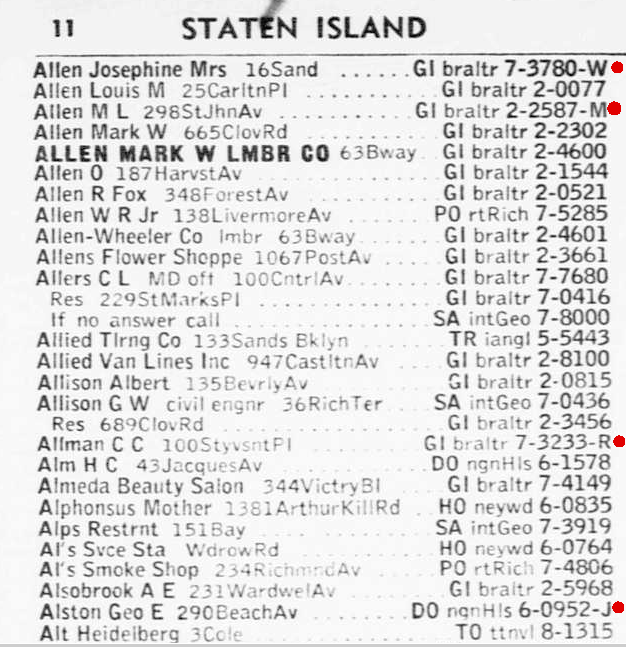 11 STATEN ISLAND
Allen Josephine Mrs 16Sand ...... GI braltr 7-3780-W
Allen Louis M 25CarltnPl .......... GI braltr 2-0077
Allen M L 298StJhnAv ............ GI braltr 2-2587-M
Allen Mark W 665ClovRd ......... GI braltr 2-2302
ALLEN MARK W LMBR CO 63Bway .. GI braltr 2-4600
Allen O 187HarvstAv ............. GI braltr 2-1544
Allen R Fox 348ForestAv .......... GI braltr 2-0521
Allen W R Jr 138LivermoreAv ...... PO rtRich 7-5285
Allen-Wheeler Co lmbr 63Bway ...... GI braltr 2-4601
Allens Flower Shoppe 1067PostAv ... GI braltr 2-3661
Allers C L MD off 100CntrlAv ....... GI braltr 7-7680
Res 229StMarksPl ............... GI braltr 7-0416
If no answer call ............... SA intGeo 7-8000
Allied Tlrng Co 133Sands Bklyn ...... TR iangl 5-5443
Allied Van Lines Inc 947CastltnAv ... GI braltr 2-8100
Allison Albert 135BevrlyAv ........ GI braltr 2-0815
Allison G W civil engnr 36RichTer .... SA intGeo 7-0436
Res 689ClovRd ................. GI braltr 2-3456
Allman C C 100StyvsntPl .......... GI braltr 7-3233-R
Alm H C 43JacquesAv ............ DO ngnHls 6-1578
Almeda Beauty Salon 344VictryBl .... GI braltr 7-4149
Alphonsus Mother 1381ArthurKillRd .. HO neywd 6-0835
Alps Restrnt 151Bay ............. SA intGeo 7-3919
Al's Svce Sta WdrowRd ........... HO neywd 6-0764
Al's Smoke Shop 234RichmndAv ..... PO rtRich 7-4806
Alsobrook A E 231WardwelAv ....... GI braltr 2-5968
Alston Geo E 290BeachAv ......... DO ngnHls 6-0952-J
Alt Heidelberg 3Cole ............. TO ttnvl 8-1315